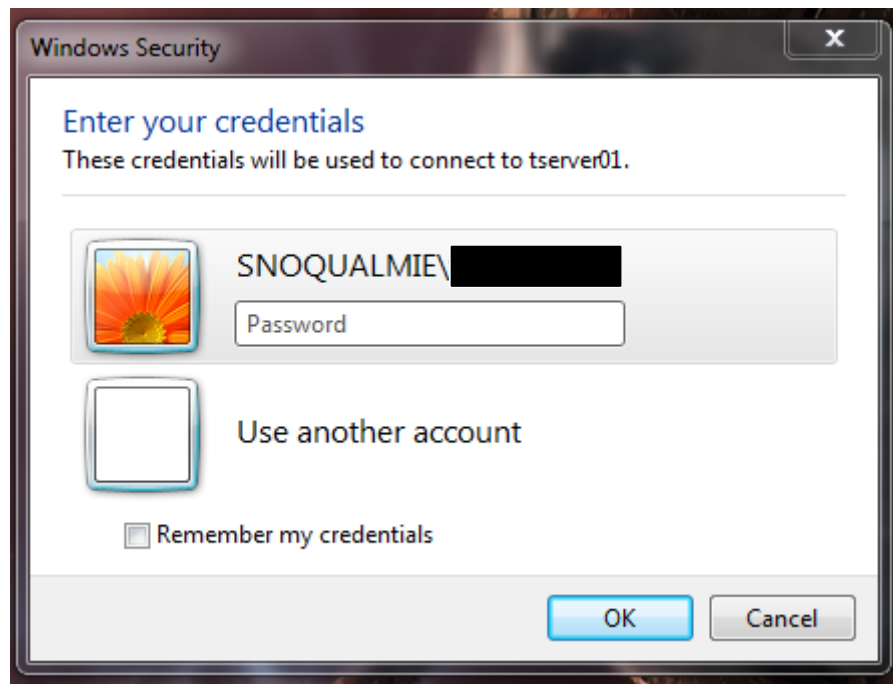 Windows Security
Enter your credentials
These credentials will be used to connect to tserver01.
SNOQUALMIE\
Password
Use another account
Remember my credentials
OK Cancel